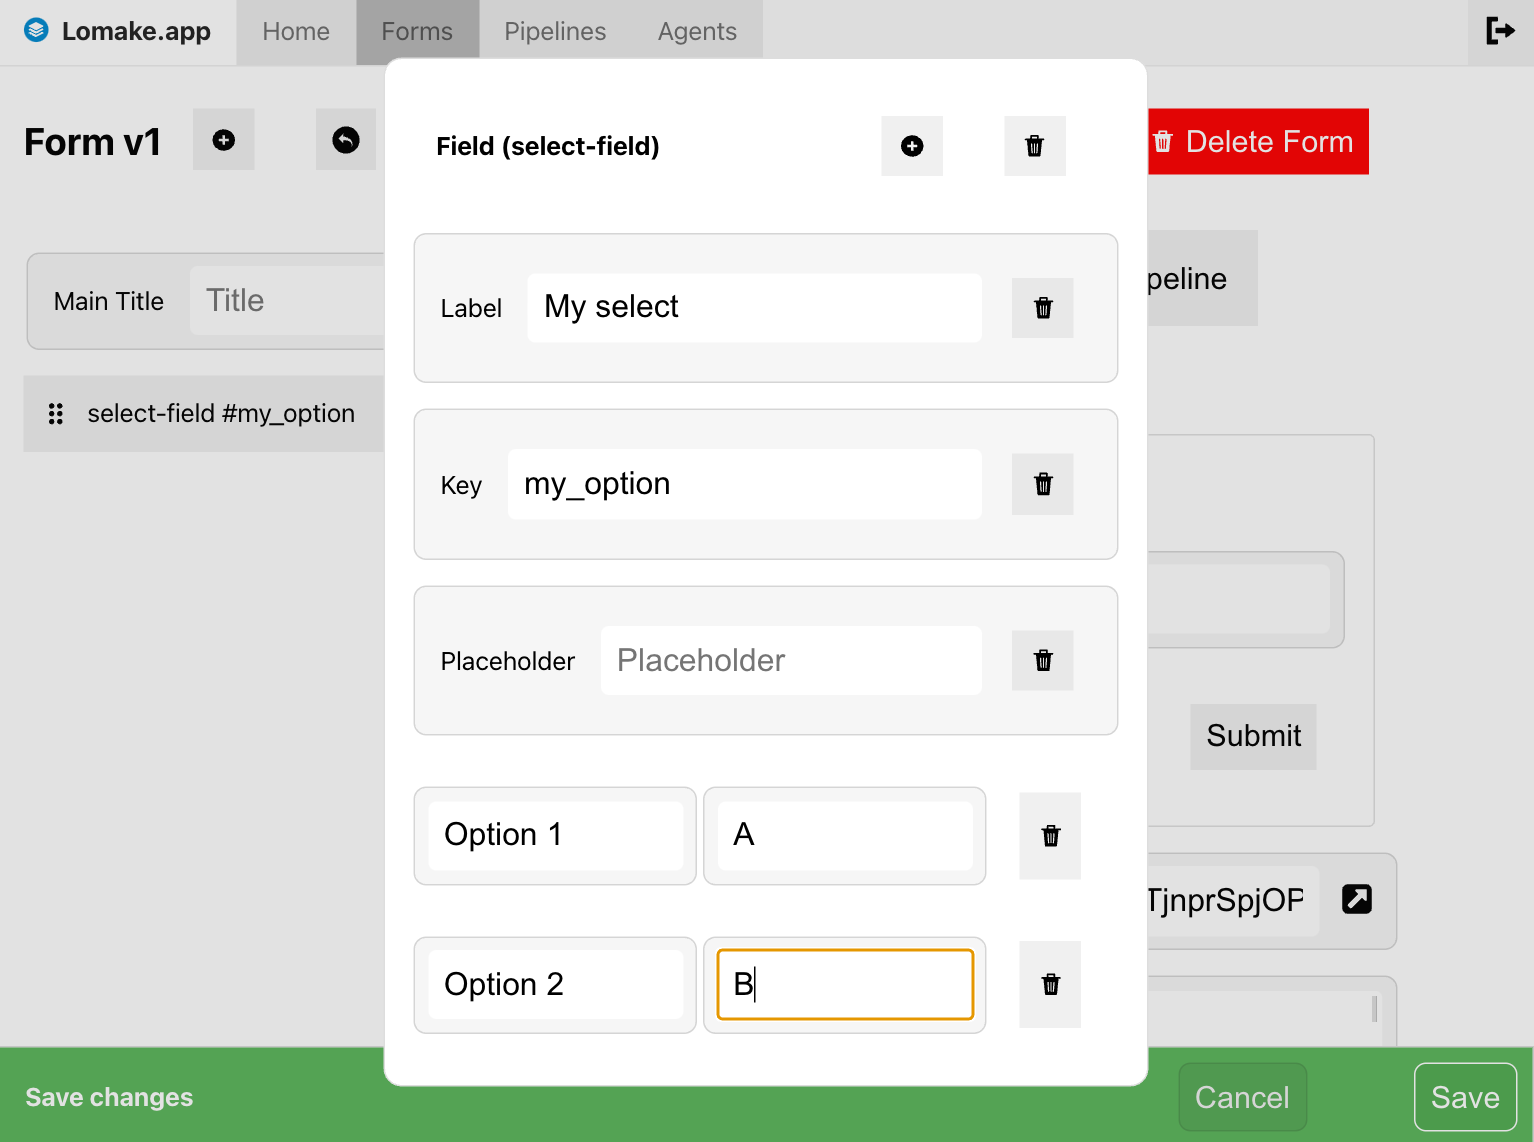 Lomake.app Home Forms Pipelines Agents
Form v1
Field (select-field)
Delete Form
Main Title Title
Label My select
peline
select-field #my_option
Key my_option
Placeholder Placeholder
Submit
Option 1 A
TjnprSpjOP
Option 2 B
Save changes Cancel Save